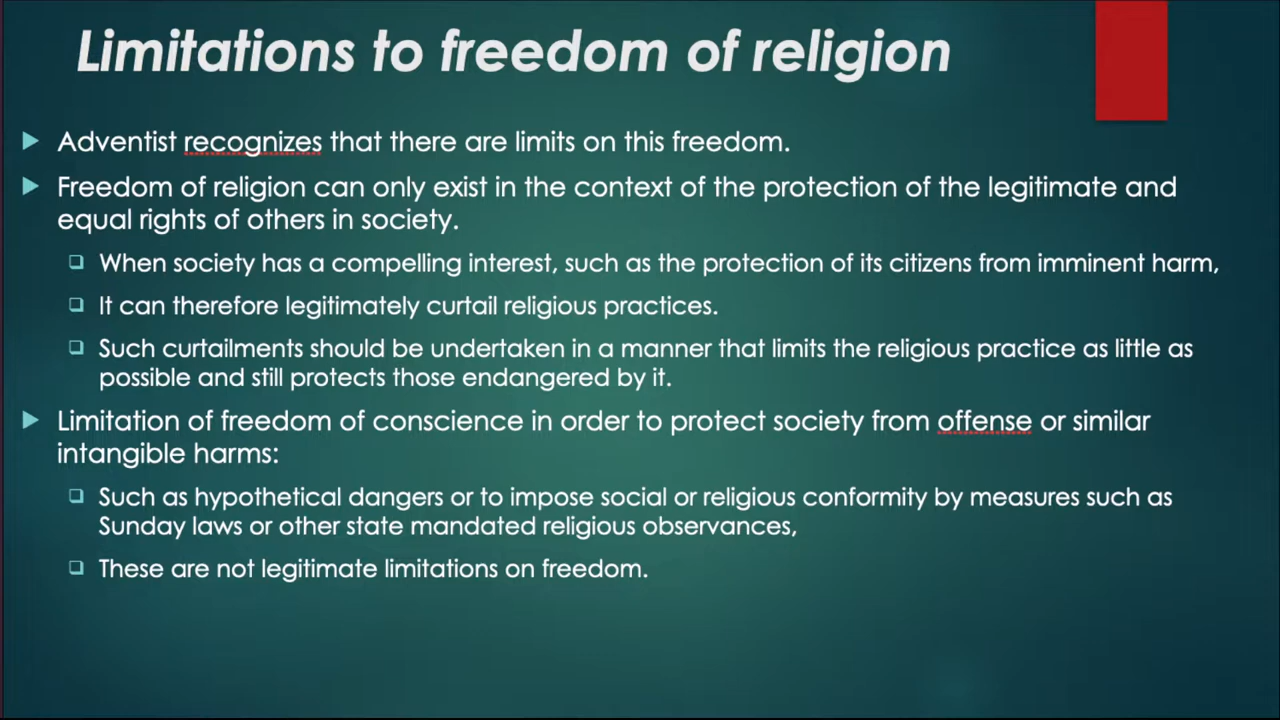 Limitations to freedom of religion
Adventist recognizes that there are limits on this freedom.
Freedom of religion can only exist in the context of the protection of the legitimate and
equal rights of others in society.
When society has a compelling interest, such as the protection of its citizens from imminent harm,
It can therefore legitimately curtail religious practices.
Such curtailments should be undertaken in a manner that limits the religious practice as little as
possible and still protects those endangered by it.
Limitation of freedom of conscience in order to protect society from offense or similar
intangible harms:
Such as hypothetical dangers or to impose social or religious conformity by measures such as
Sunday laws or other state mandated religious observances,
These are not legitimate limitations on freedom.